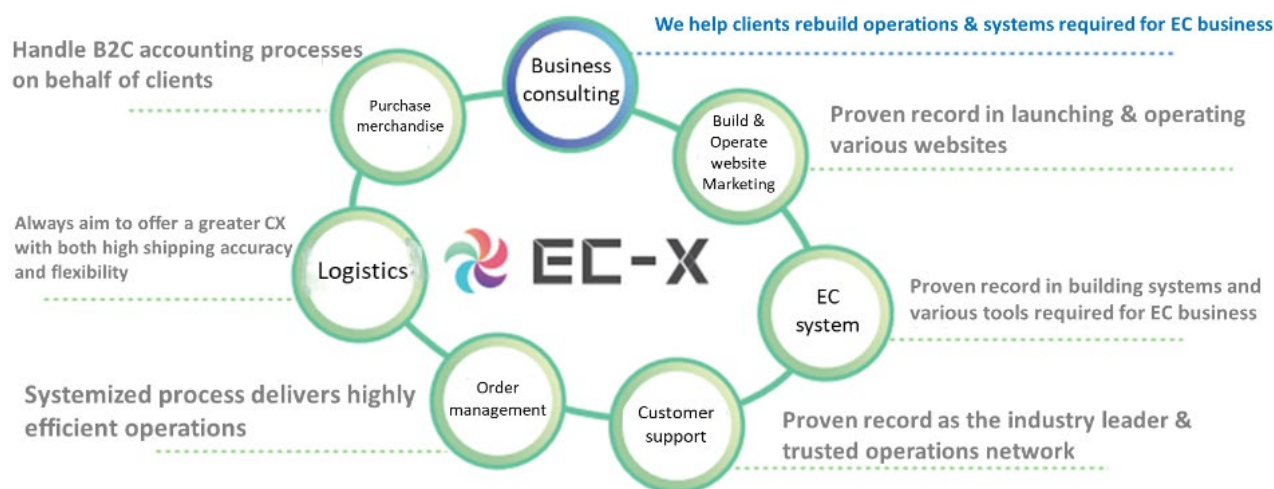 We help clients rebuild operations & systems required for EC business
Handle B2C accounting processes
on behalf of clients
Business
consulting
Purchase
merchandise
Build &
Operate
website
Marketing
Proven record in launching & operating
various websites
Always aim to offer a greater CX
with both high shipping accuracy
and flexibility
Logistics
EC-X
EC
system
Proven record in building systems and
various tools required for EC business
Systemized process delivers highly
efficient operations
Order
management
Customer
support
Proven record as the industry leader &
trusted operations network